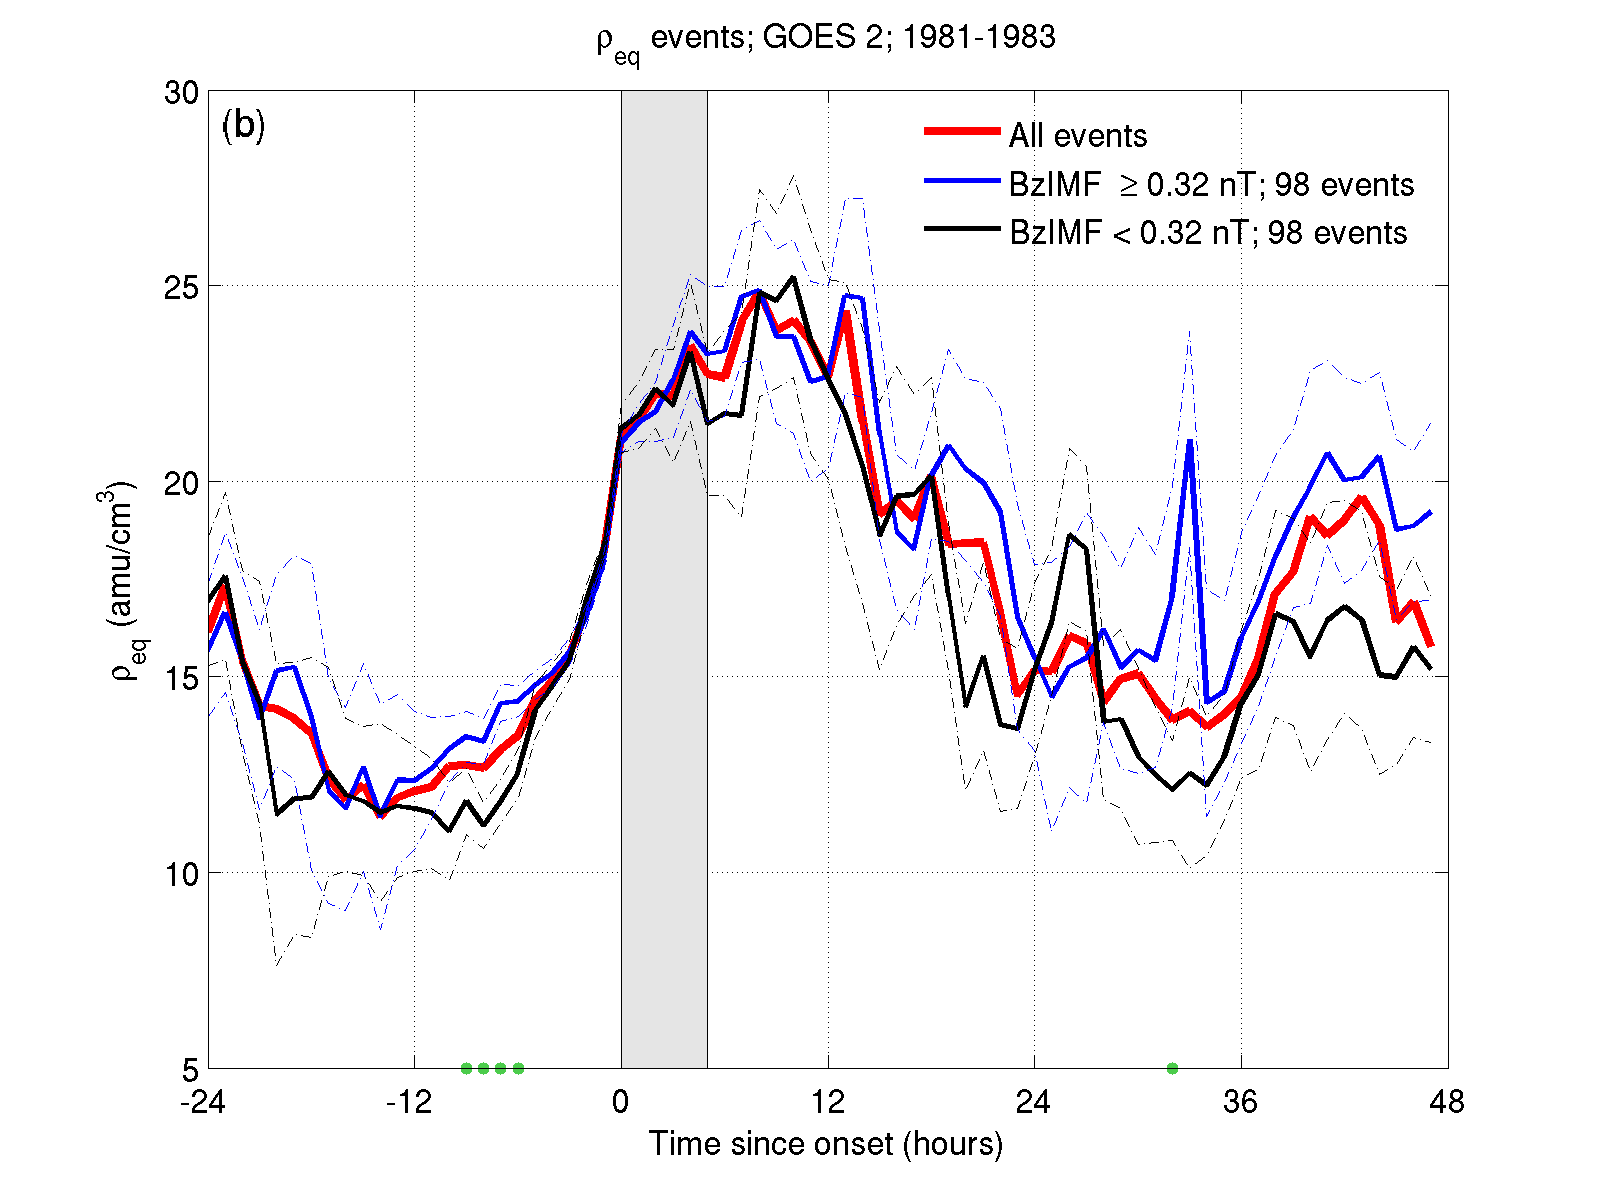 ρeq events; GOES 2; 1981-1983
(b)
All events
BzIMF ≥ 0.32 nT; 98 events
BzIMF < 0.32 nT; 98 events
30
25
20
15
10
5
ρeq (amu/cm³)
-24 -12 0 12 24 36 48
Time since onset (hours)